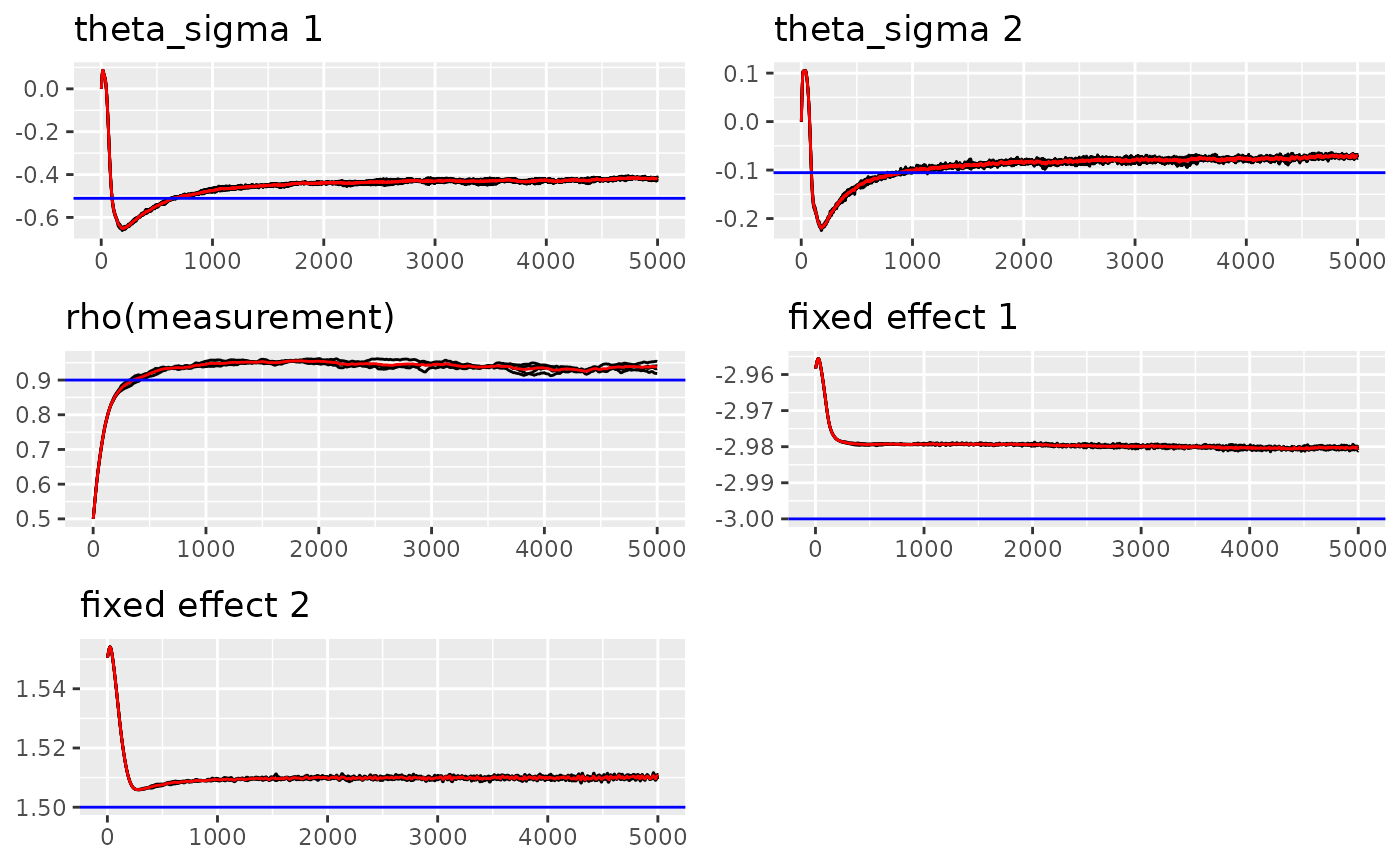 theta_sigma 1
0.0
-0.2
-0.4
-0.6
0 1000 2000 3000 4000 5000
theta_sigma 2
0.1
0.0
-0.1
-0.2
0 1000 2000 3000 4000 5000
rho(measurement)
0.9
0.8
0.7
0.6
0.5
0 1000 2000 3000 4000 5000
fixed effect 1
-2.96
-2.97
-2.98
-2.99
-3.00
0 1000 2000 3000 4000 5000
fixed effect 2
1.54
1.52
1.50
0 1000 2000 3000 4000 5000